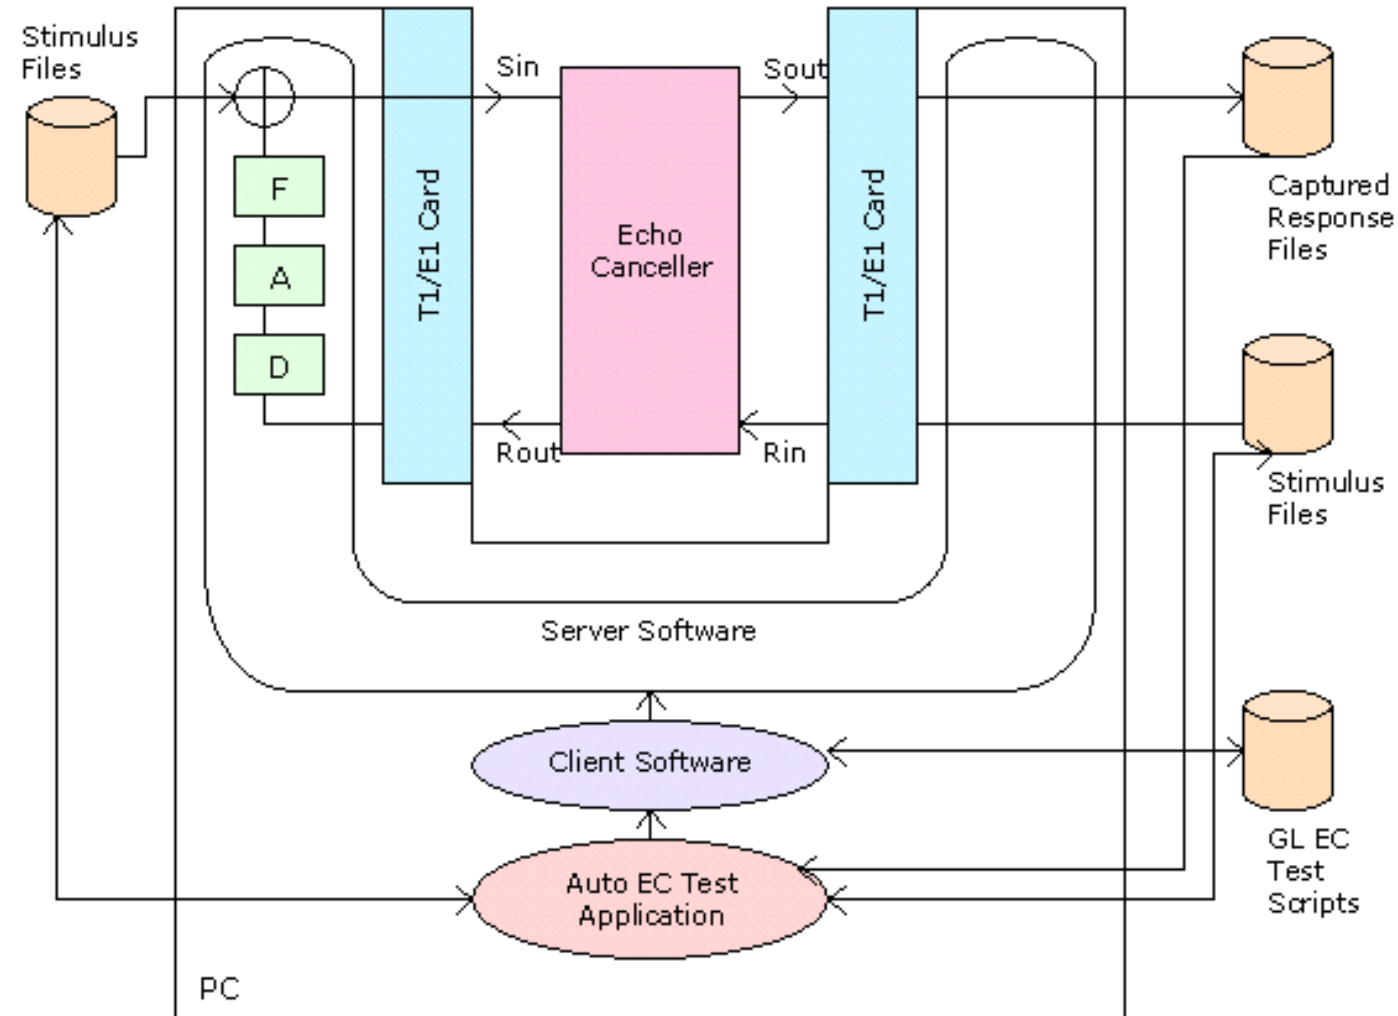 Stimulus
Files
Sin
Sout
F
A
D
T1/E1 Card
Echo
Canceller
T1/E1 Card
Captured
Response
Files
Rout
Rin
Stimulus
Files
Server Software
Client Software
GL EC
Test
Scripts
Auto EC Test
Application
PC